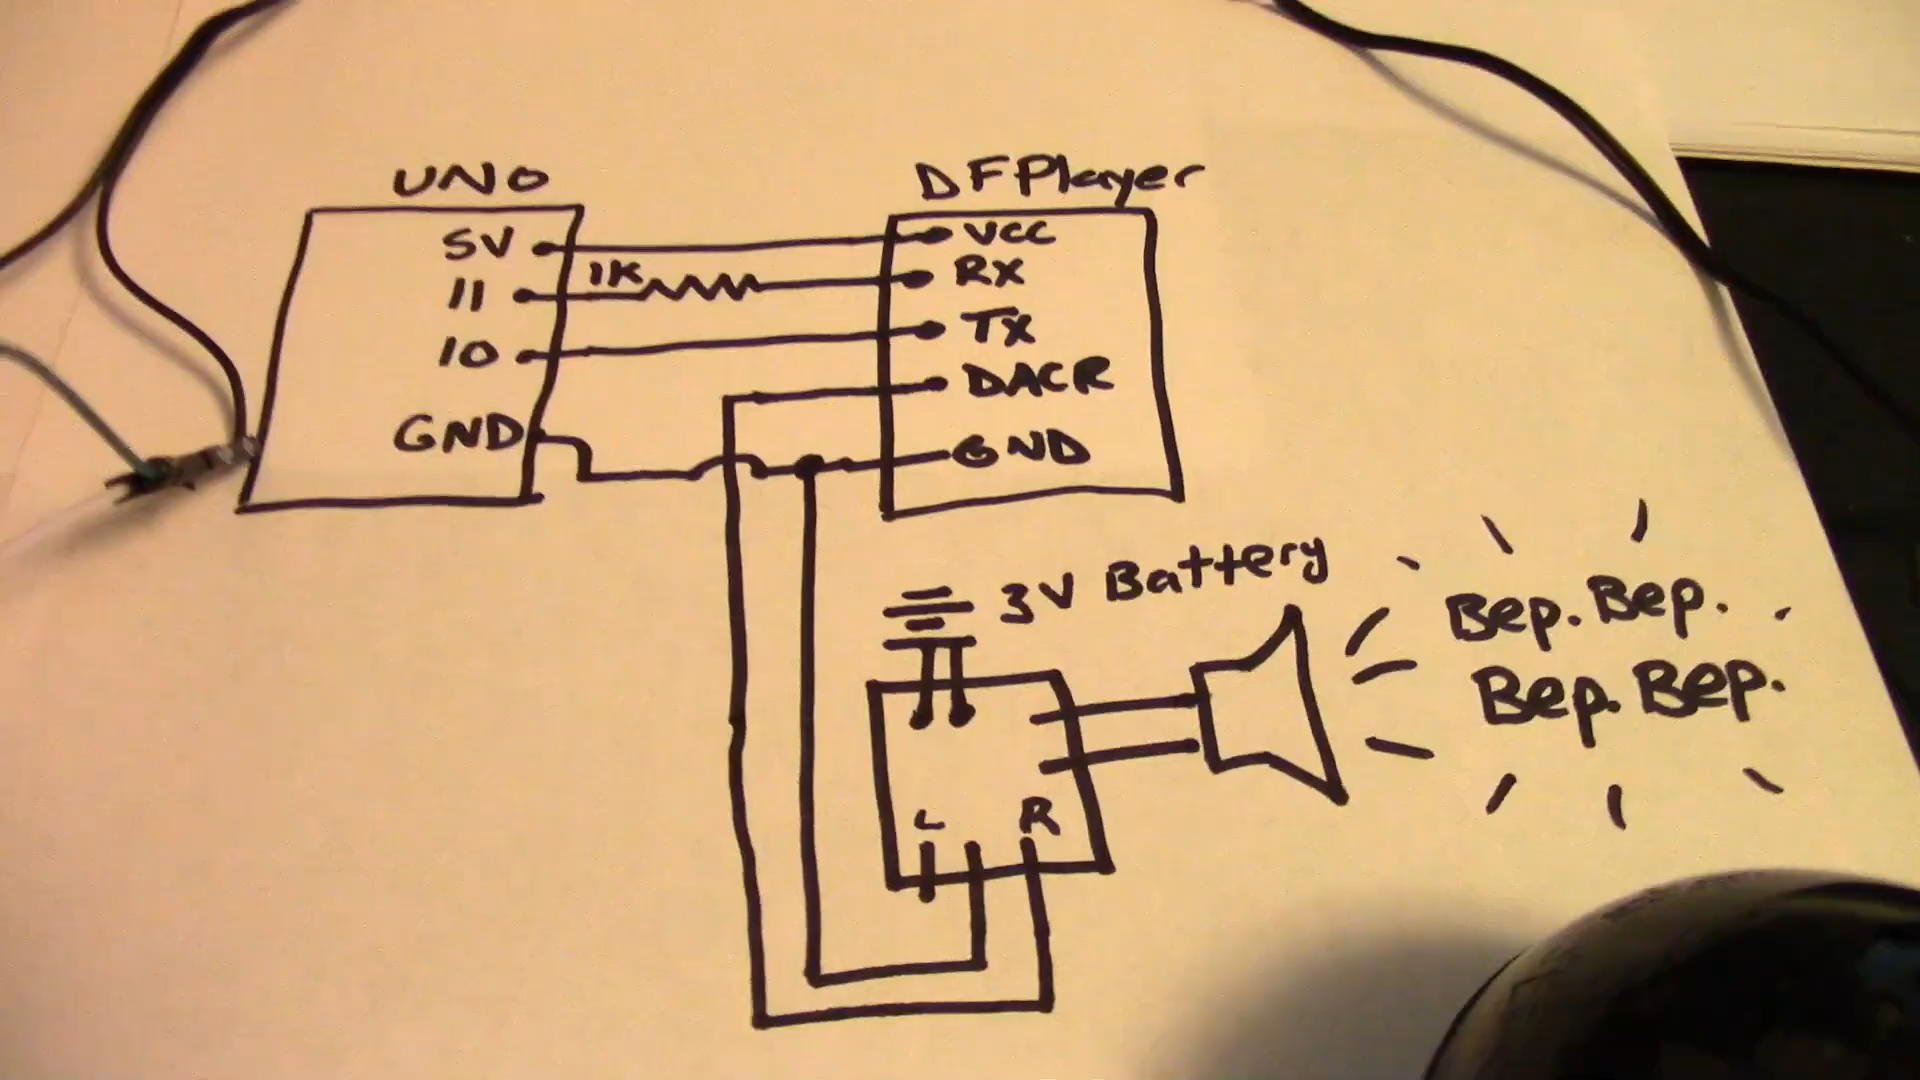 UNO
5V
11
10
GND
1K
DFPlayer
VCC
RX
TX
DACR
GND
3V Battery
Bep. Bep.
Bep. Bep.
L R